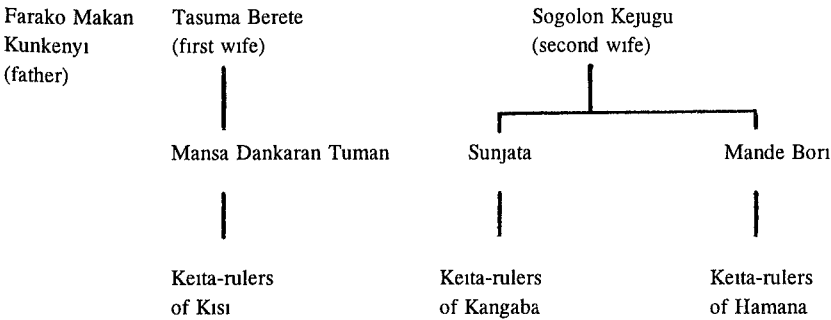 Farako Makan
Kunkenyı
(father)
Tasuma Berete
(fırst wıfe)
Sogolon Kejugu
(second wıfe)
Mansa Dankaran Tuman
Sunjata
Mande Borı
Keıta-rulers
of Kısı
Keıta-rulers
of Kangaba
Keıta-rulers
of Hamana